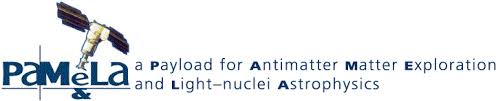 PaMeLa
&
a Payload for Antimatter Matter Exploration
and Light-nuclei Astrophysics